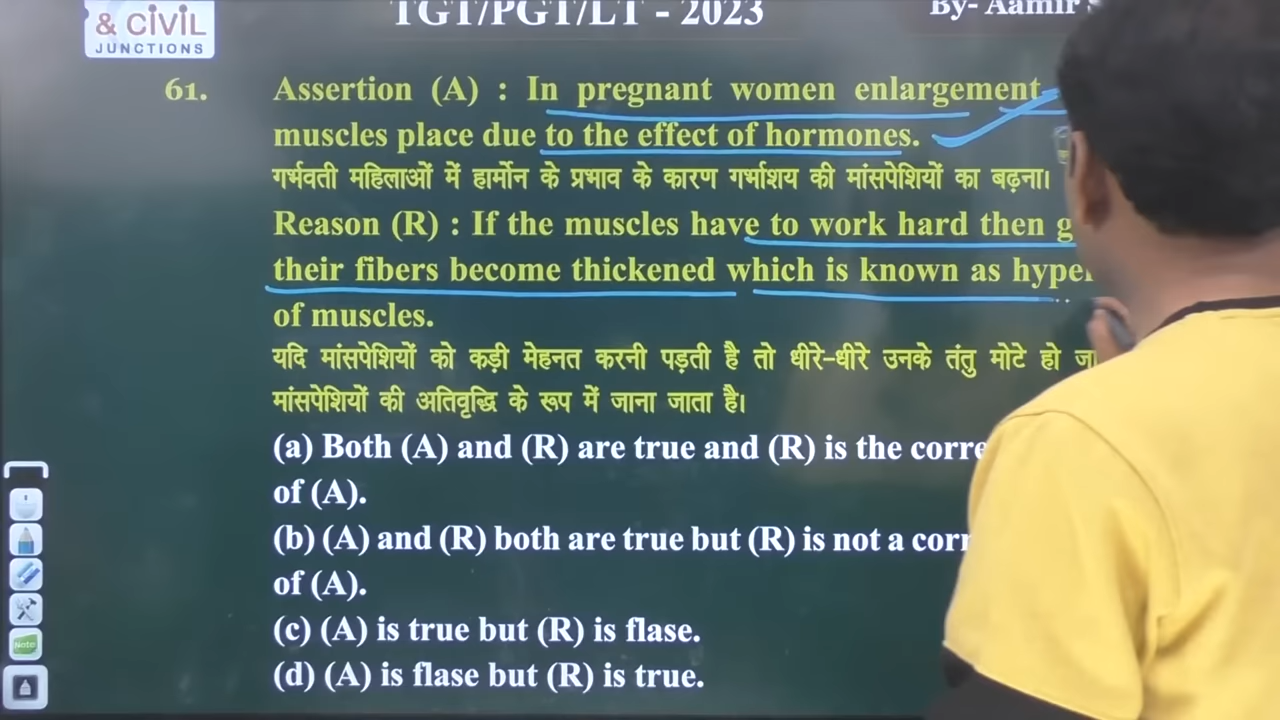 & CIVIL
JUNCTIONS
TGT/PGT/LT - 2023
By- Aamir
61.
Assertion (A) : In pregnant women enlargement
muscles place due to the effect of hormones.
गर्भवती महिलाओं में हार्मोन के प्रभाव के कारण गर्भाशय की मांसपेशियों का बढ़ना।
Reason (R) : If the muscles have to work hard then
their fibers become thickened which is known as
of muscles.
यदि मांसपेशियों को कड़ी मेहनत करनी पड़ती है तो धीरे-धीरे उनके तंतु मोटे हो
मांसपेशियों की अतिवृद्धि के रूप में जाना जाता है।
(a) Both (A) and (R) are true and (R) is the
of (A).
(b) (A) and (R) both are true but (R) is not a
of (A).
(c) (A) is true but (R) is flase.
(d) (A) is flase but (R) is true.
Note